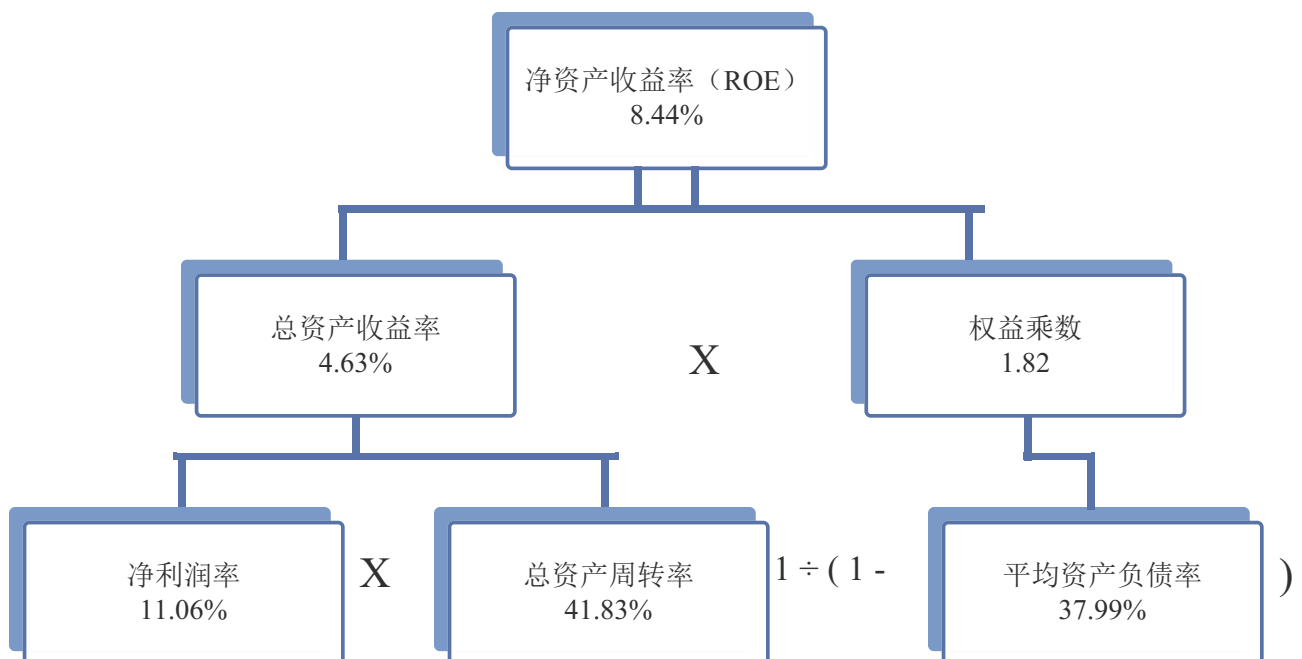 净资产收益率（ROE）
8.44%
总资产收益率
4.63%
X
权益乘数
1.82
净利润率
11.06%
X
总资产周转率
41.83%
1 ÷ ( 1 -
平均资产负债率
37.99%
)